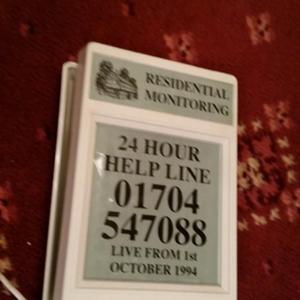 RESIDENTIAL
MONITORING
24 HOUR
HELP LINE
01704
547088
LIVE FROM 1st
OCTOBER 1994